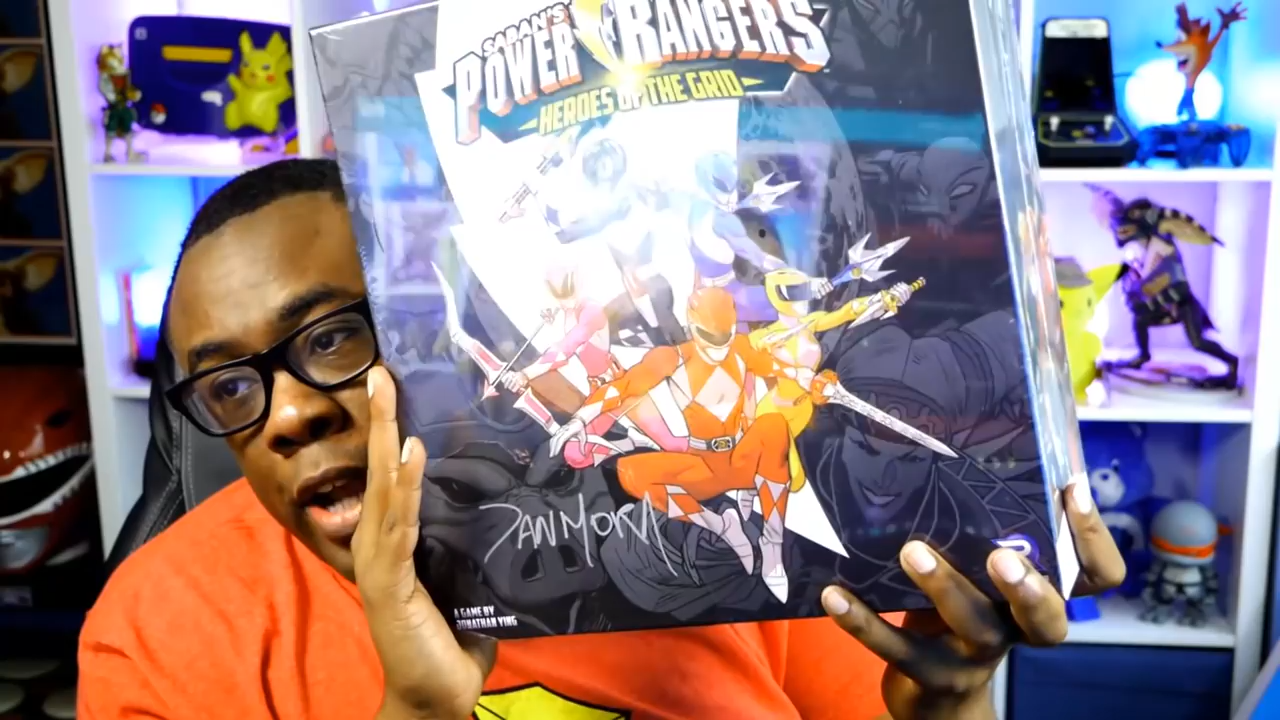 SABAN'S
POWER RANGERS
HEROES OF THE GRID
DAN MORA
A GAME BY
JONATHAN YING